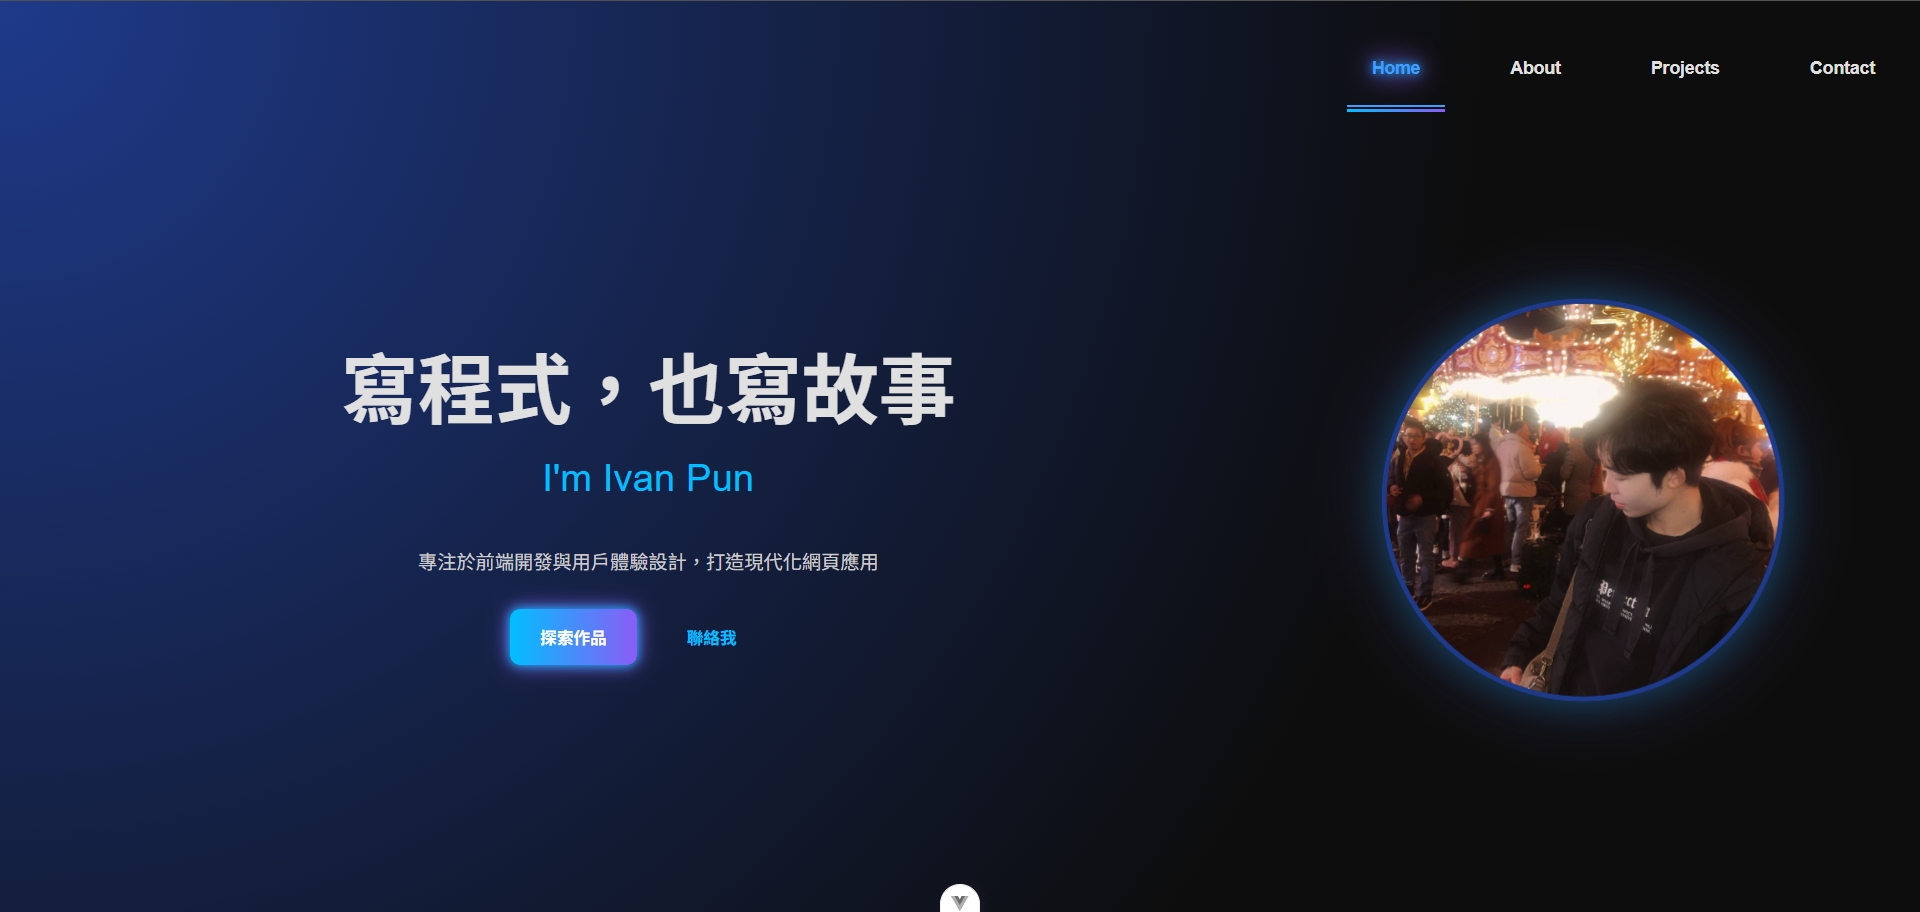 Home
About
Projects
Contact
寫程式，也寫故事
I'm Ivan Pun
專注於前端開發與用戶體驗設計，打造現代化網頁應用
探索作品
聯絡我